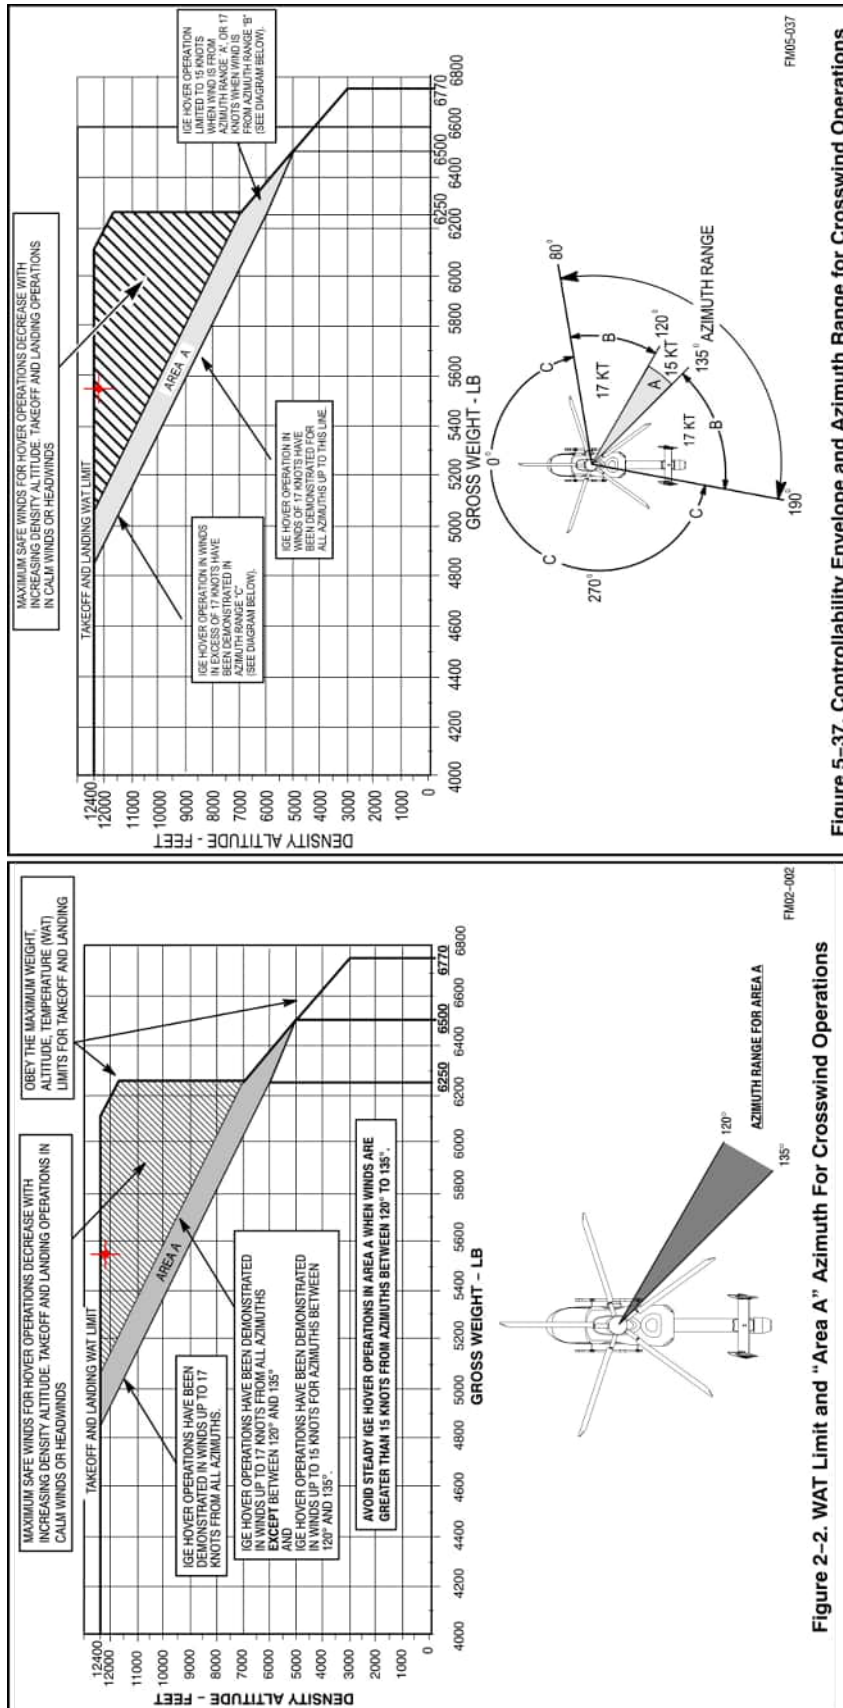 MAXIMUM SAFE WINDS FOR HOVER OPERATIONS DECREASE WITH
INCREASING DENSITY ALTITUDE. TAKEOFF AND LANDING OPERATIONS IN
CALM WINDS OR HEADWINDS
OBEY THE MAXIMUM WEIGHT,
ALTITUDE, TEMPERATURE (WAT)
LIMITS FOR TAKEOFF AND LANDING
TAKEOFF AND LANDING WAT LIMIT
AREA A
IGE HOVER OPERATIONS HAVE BEEN
DEMONSTRATED IN WINDS UP TO 17
KNOTS FROM ALL AZIMUTHS.
IGE HOVER OPERATIONS HAVE BEEN DEMONSTRATED
IN WINDS UP TO 17 KNOTS FROM ALL AZIMUTHS
EXCEPT BETWEEN 120° AND 135°
AND
IGE HOVER OPERATIONS HAVE BEEN DEMONSTRATED
IN WINDS UP TO 15 KNOTS FOR AZIMUTHS BETWEEN
120° AND 135°.
AVOID STEADY IGE HOVER OPERATIONS IN AREA A WHEN WINDS ARE
GREATER THAN 15 KNOTS FROM AZIMUTHS BETWEEN 120° TO 135°.
DENSITY ALTITUDE - FEET
12400
12000
11000
10000
9000
8000
7000
6000
5000
4000
3000
2000
1000
0
4000 4200 4400 4600 4800 5000 5200 5400 5600 5800 6000 6200 6250 6400 6500 6600 6770 6800
GROSS WEIGHT – LB
120°
135°
AZIMUTH RANGE FOR AREA A
FM02-002
Figure 2–2. WAT Limit and “Area A” Azimuth For Crosswind Operations
MAXIMUM SAFE WINDS FOR HOVER OPERATIONS DECREASE WITH
INCREASING DENSITY ALTITUDE. TAKEOFF AND LANDING OPERATIONS
IN CALM WINDS OR HEADWINDS
TAKEOFF AND LANDING WAT LIMIT
IGE HOVER OPERATION
LIMITED TO 15 KNOTS
WHEN WIND IS FROM
AZIMUTH RANGE "A", OR 17
KNOTS WHEN WIND IS
FROM AZIMUTH RANGE "B"
(SEE DIAGRAM BELOW).
AREA A
IGE HOVER OPERATION IN WINDS
IN EXCESS OF 17 KNOTS HAVE
BEEN DEMONSTRATED IN
AZIMUTH RANGE "C"
(SEE DIAGRAM BELOW).
IGE HOVER OPERATION IN
WINDS OF 17 KNOTS HAVE
BEEN DEMONSTRATED FOR
ALL AZIMUTHS UP TO THIS LINE.
DENSITY ALTITUDE - FEET
12400
12000
11000
10000
9000
8000
7000
6000
5000
4000
3000
2000
1000
0
4000 4200 4400 4600 4800 5000 5200 5400 5600 5800 6000 6200 6250 6400 6500 6600 6770 6800
GROSS WEIGHT - LB
0°
80°
C
C
17 KT
B
120°
A
15 KT
135°
AZIMUTH RANGE
17 KT
B
C
190°
270°
FM05-037
Figure 5–37. Controllability Envelope and Azimuth Range for Crosswind Operations